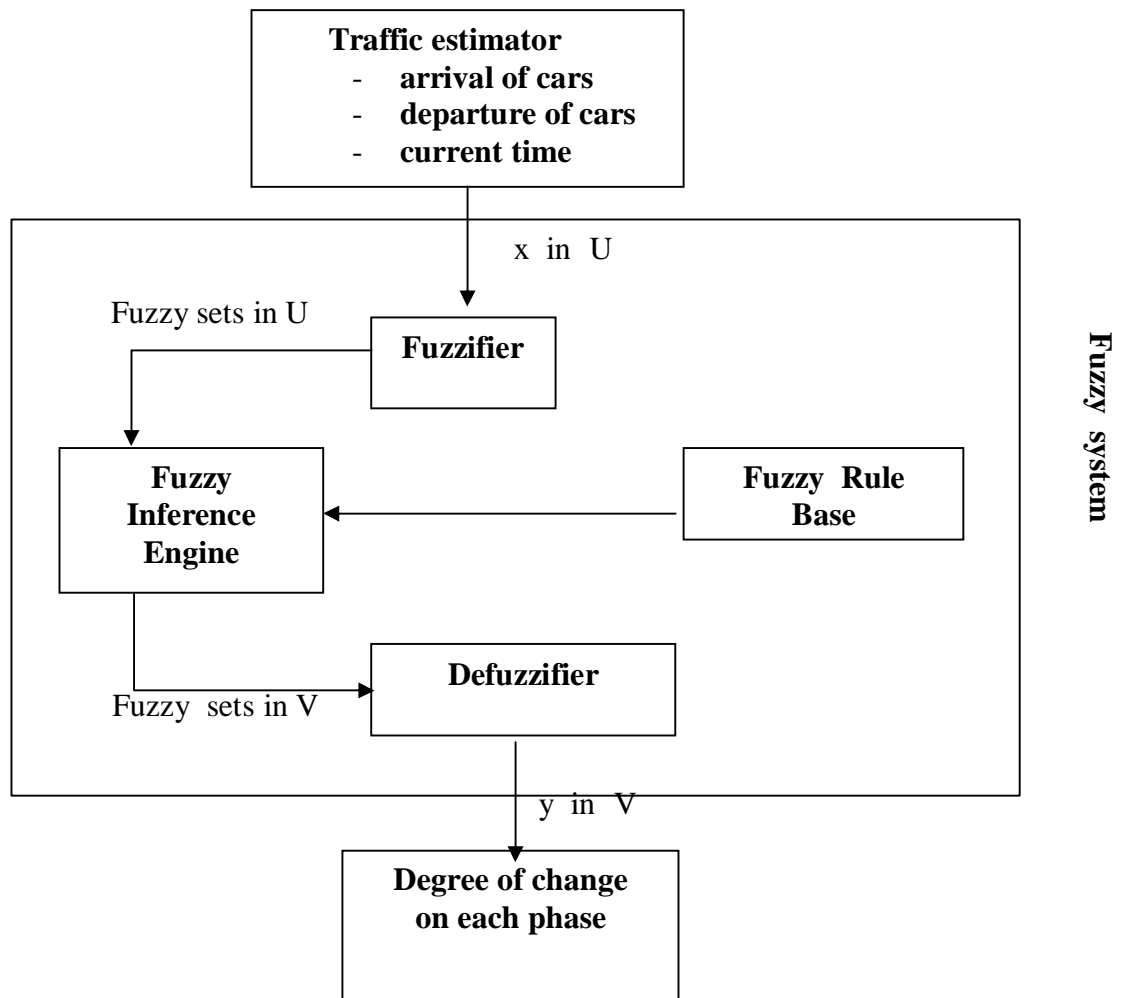 Traffic estimator
- arrival of cars
- departure of cars
- current time
x in U
Fuzzy sets in U
Fuzzifier
Fuzzy system
Fuzzy
Inference
Engine
Fuzzy Rule
Base
Defuzzifier
Fuzzy sets in V
y in V
Degree of change
on each phase